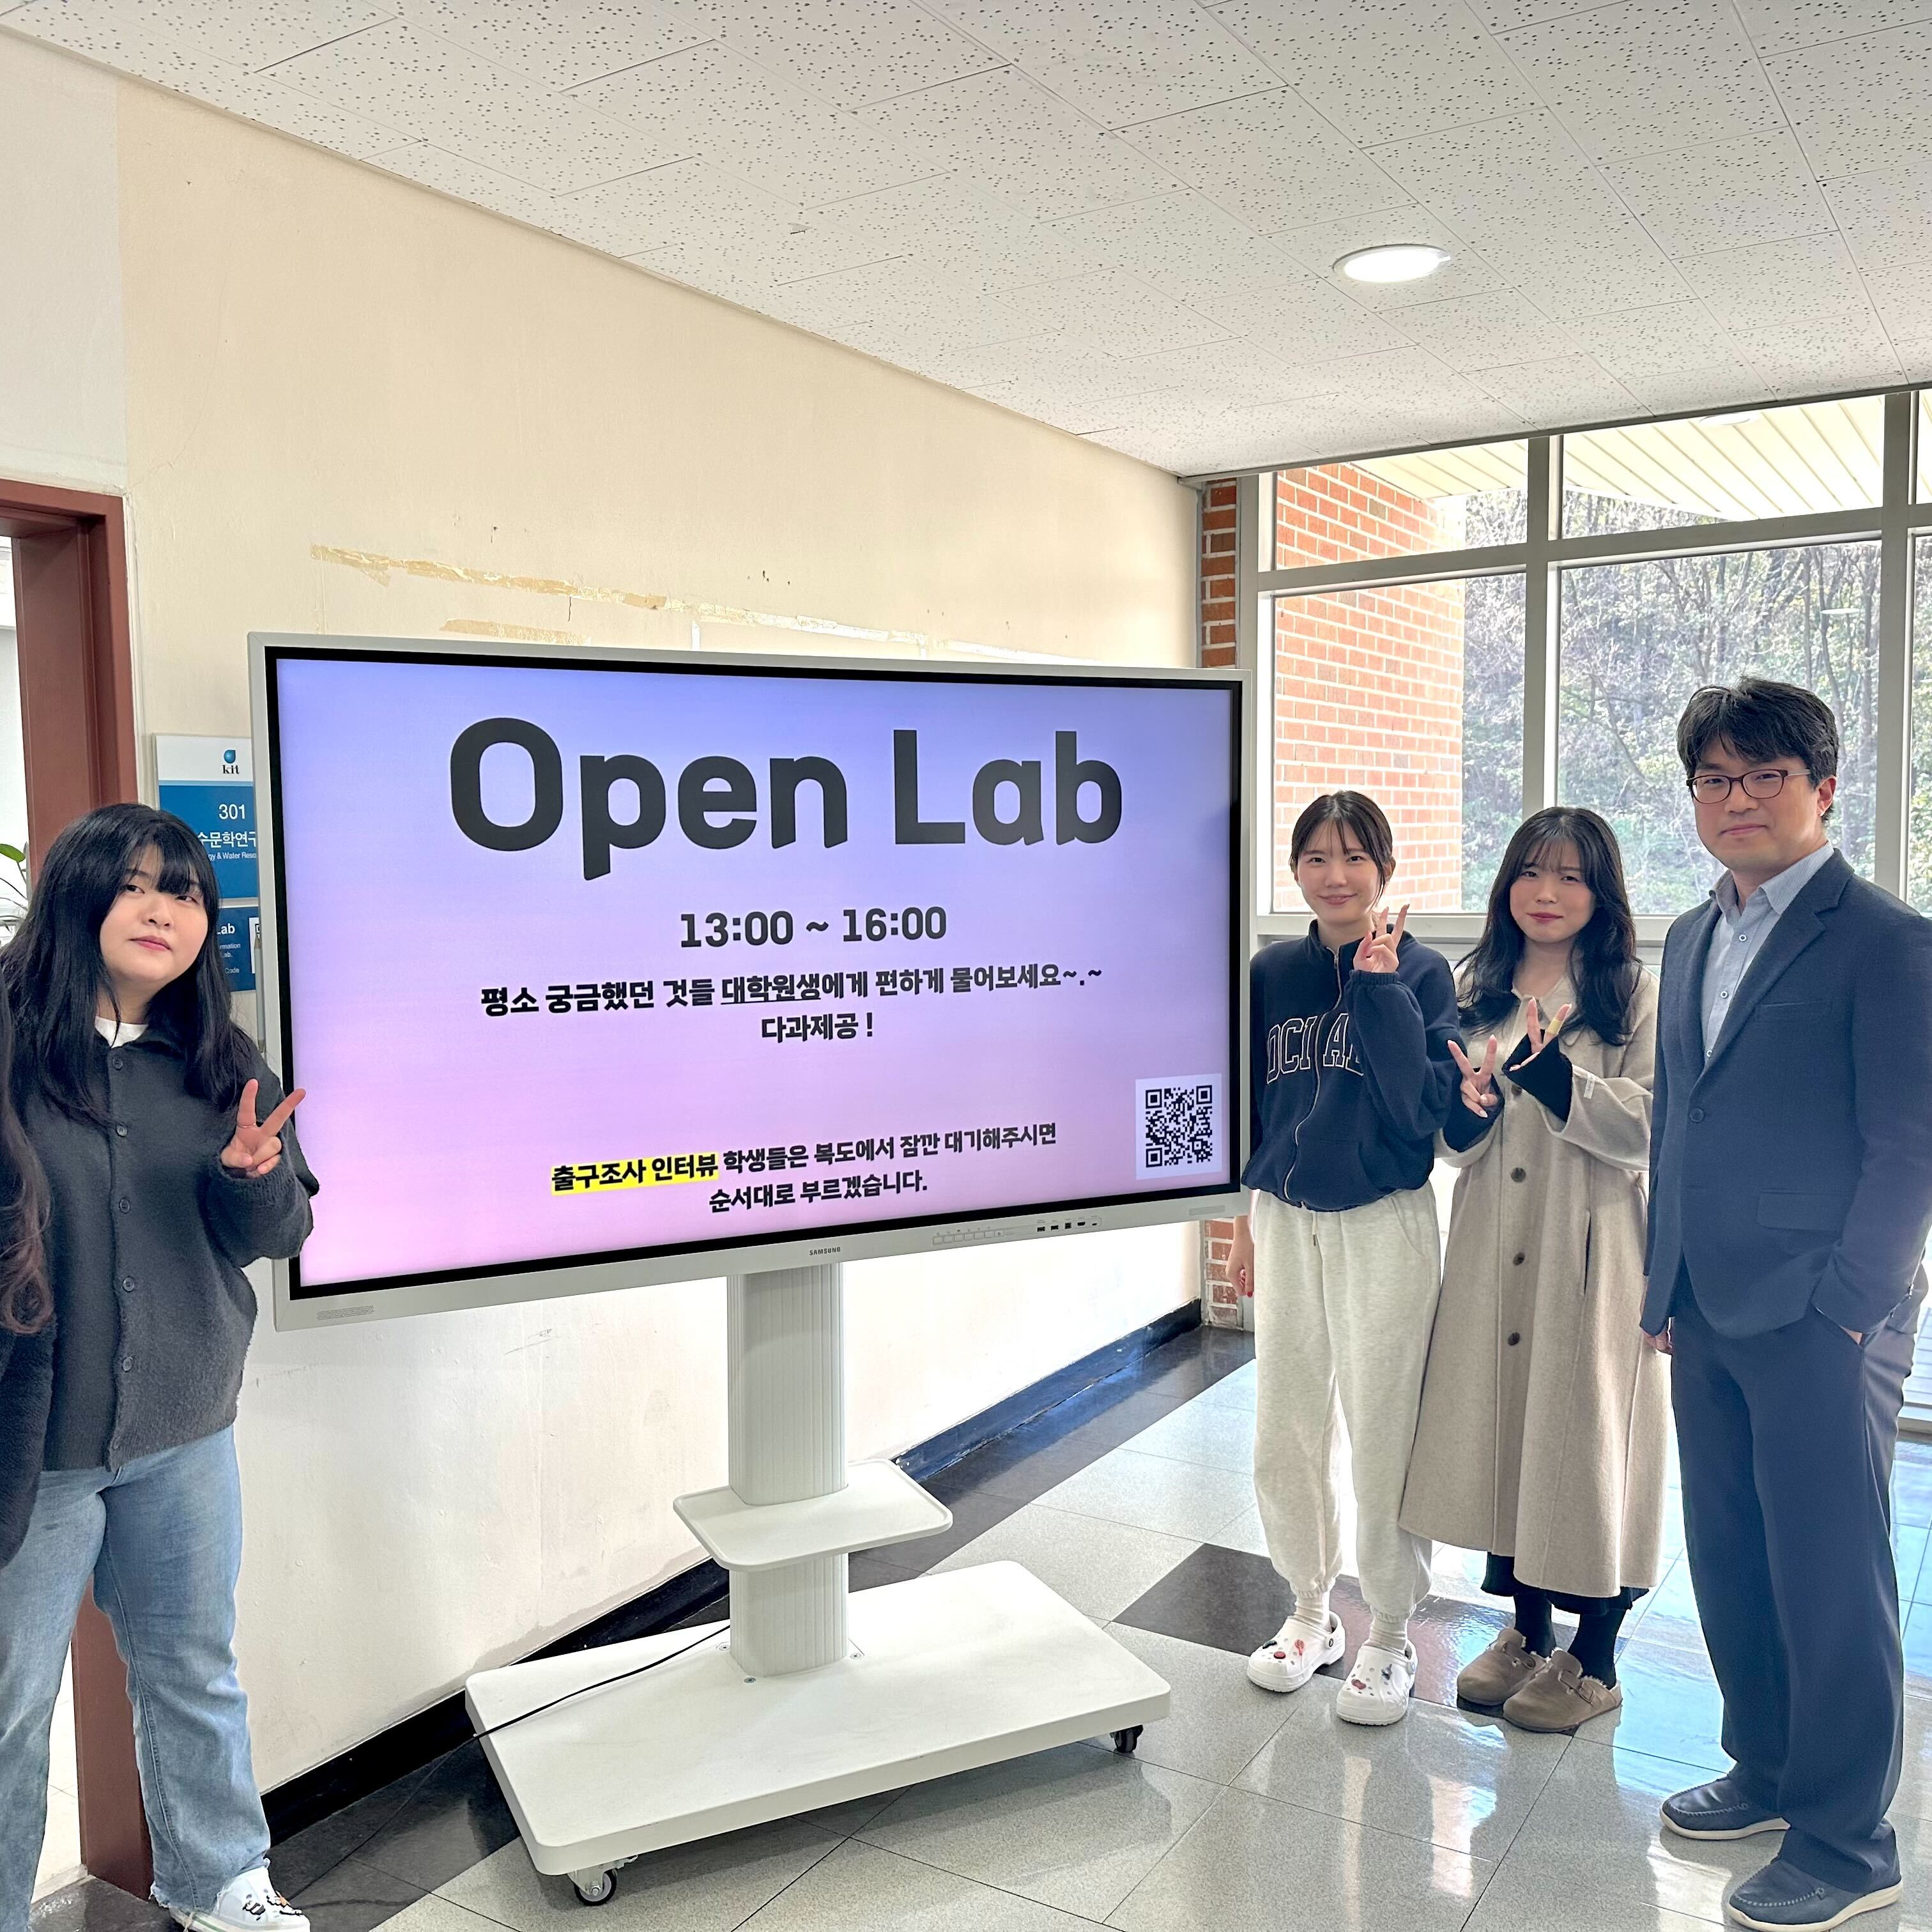 Open Lab
13:00 ~ 16:00
평소 궁금했던 것들 대학원생에게 편하게 물어보세요~.~
다과제공 !
출구조사 인터뷰 학생들은 복도에서 잠깐 대기해주시면
순서대로 부르겠습니다.
SAMSUNG
kit
301
수문학연구
& Water
Lab
Code